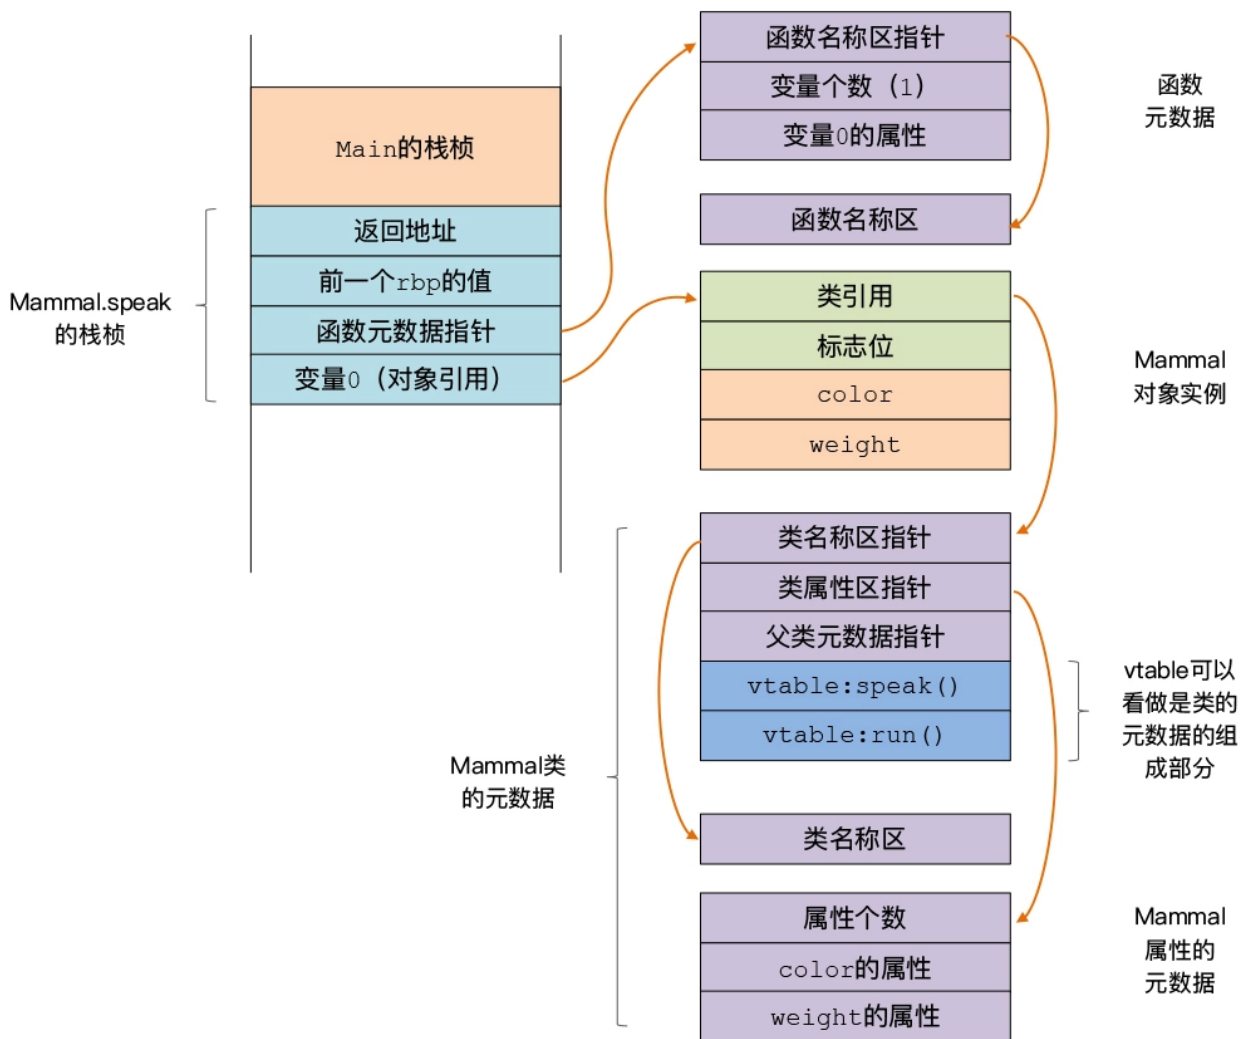 Main的栈桢
返回地址
前一个rbp的值
函数元数据指针
变量0（对象引用）
Mammal.speak
的栈桢
函数名称区指针
变量个数（1）
变量0的属性
函数
元数据
函数名称区
类引用
标志位
color
weight
Mammal
对象实例
类名称区指针
类属性区指针
父类元数据指针
vtable:speak()
vtable:run()
vtable可以
看做是类的
元数据的组
成部分
Mammal类
的元数据
类名称区
属性个数
color的属性
weight的属性
Mammal
属性的
元数据